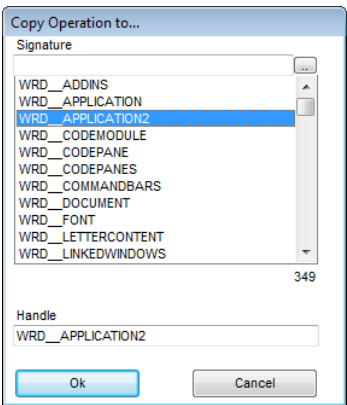 Copy Operation to...
Signature
...
WRD__ADDINS
WRD__APPLICATION
WRD__APPLICATION2
WRD__CODEMODULE
WRD__CODEPANE
WRD__CODEPANES
WRD__COMMANDBARS
WRD__DOCUMENT
WRD__FONT
WRD__LETTERCONTENT
WRD__LINKEDWINDOWS
349
Handle
WRD__APPLICATION2
Ok Cancel